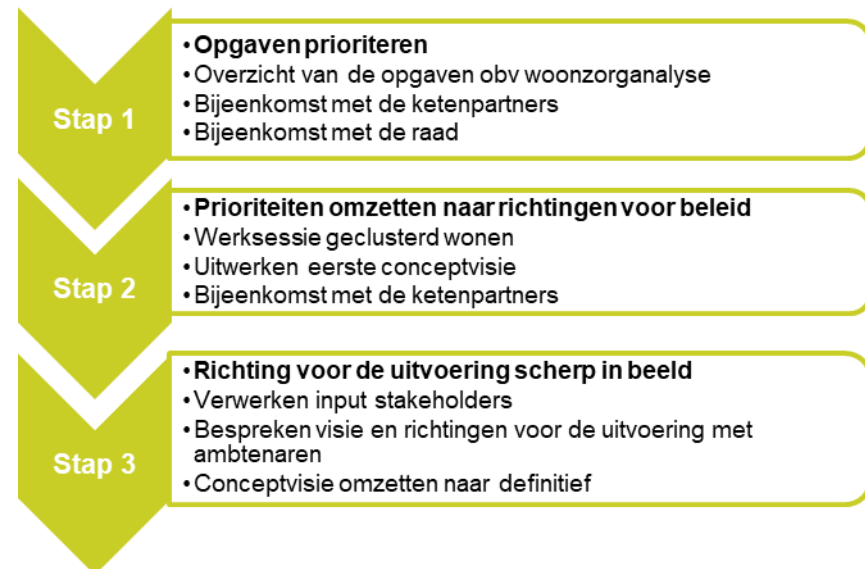 Stap 1
•Opgaven prioriteren
•Overzicht van de opgaven obv woonzorganalyse
•Bijeenkomst met de ketenpartners
•Bijeenkomst met de raad
Stap 2
•Prioriteiten omzetten naar richtingen voor beleid
•Werksessie geclusterd wonen
•Uitwerken eerste conceptvisie
•Bijeenkomst met de ketenpartners
Stap 3
•Richting voor de uitvoering scherp in beeld
•Verwerken input stakeholders
•Bespreken visie en richtingen voor de uitvoering met
ambtenaren
•Conceptvisie omzetten naar definitief